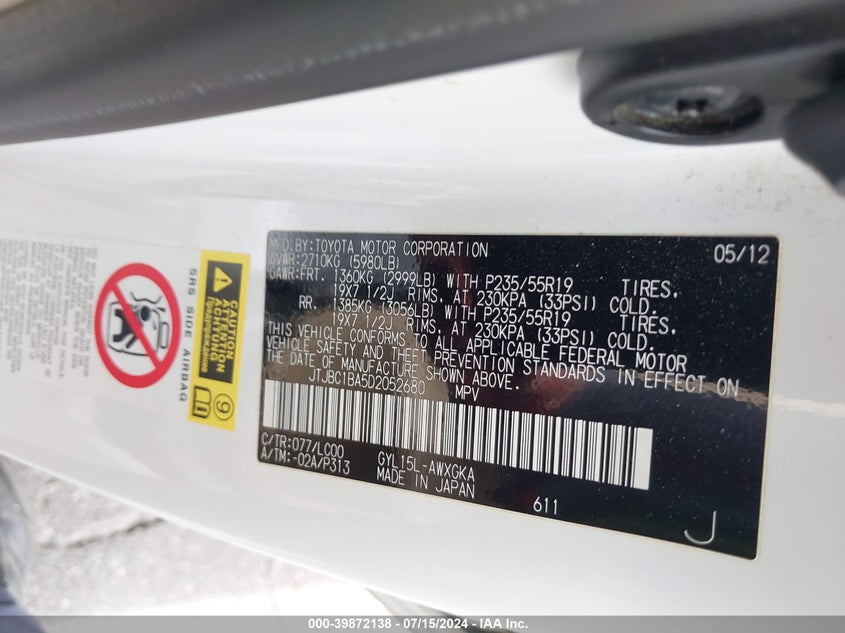 MFD.BY:TOYOTA MOTOR CORPORATION 05/12
GVWR:2710KG (5980LB)
GAWR:FRT. 1360KG (2999LB) WITH P235/55R19 TIRES,
19X7 1/2J RIMS, AT 230KPA (33PSI) COLD.
RR. 1385KG (3056LB) WITH P235/55R19 TIRES,
19X7 1/2J RIMS, AT 230KPA (33PSI) COLD.
THIS VEHICLE CONFORMS TO ALL APPLICABLE FEDERAL MOTOR
VEHICLE SAFETY AND THEFT PREVENTION STANDARDS IN EFFECT ON
THE DATE OF MANUFACTURE SHOWN ABOVE.
JTJBC1BA5D2052680 MPV
C/TR:077/LC00 GYL15L-AWXGKA
A/TM:-02A/P313 MADE IN JAPAN
611
J
CAUTION
ATTENTION
ACHTUNG
Предупреждение
9
SRS SIDE AIRBAG
000-39872138 - 07/15/2024 - IAA Inc.